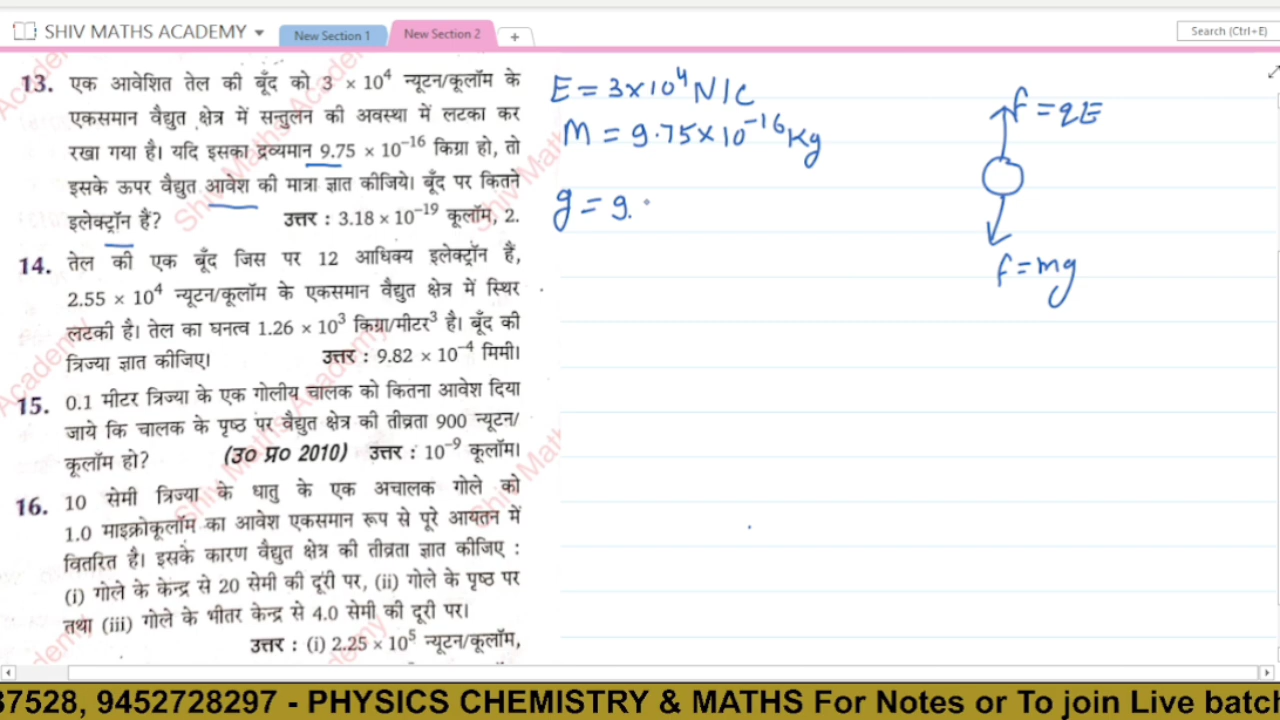 SHIV MATHS ACADEMY
New Section 1
New Section 2
+
Search (Ctrl+E)
13. एक आवेशित तेल की बूँद को 3 × 10⁴ न्यूटन/कूलॉम के
एकसमान वैद्युत क्षेत्र में सन्तुलन की अवस्था में लटका कर
रखा गया है। यदि इसका द्रव्यमान 9.75 × 10⁻¹⁶ किग्रा हो, तो
इसके ऊपर वैद्युत आवेश की मात्रा ज्ञात कीजिये। बूँद पर कितने
इलेक्ट्रॉन हैं? उत्तर : 3.18 × 10⁻¹⁹ कूलॉम, 2.
14. तेल की एक बूँद जिस पर 12 आधिक्य इलेक्ट्रॉन हैं,
2.55 × 10⁴ न्यूटन/कूलॉम के एकसमान वैद्युत क्षेत्र में स्थिर
लटकी है। तेल का घनत्व 1.26 × 10³ किग्रा/मीटर³ है। बूँद की
त्रिज्या ज्ञात कीजिए। उत्तर : 9.82 × 10⁻⁴ मिमी।
15. 0.1 मीटर त्रिज्या के एक गोलीय चालक को कितना आवेश दिया
जाये कि चालक के पृष्ठ पर वैद्युत क्षेत्र की तीव्रता 900 न्यूटन/
कूलॉम हो? (उ० प्र० 2010) उत्तर : 10⁻⁹ कूलॉम।
16. 10 सेमी त्रिज्या के धातु के एक अचालक गोले को
1.0 माइक्रोकूलॉम का आवेश एकसमान रूप से पूरे आयतन में
वितरित है। इसके कारण वैद्युत क्षेत्र की तीव्रता ज्ञात कीजिए :
(i) गोले के केन्द्र से 20 सेमी की दूरी पर, (ii) गोले के पृष्ठ पर
तथा (iii) गोले के भीतर केन्द्र से 4.0 सेमी की दूरी पर।
उत्तर : (i) 2.25 × 10⁵ न्यूटन/कूलॉम,
E = 3×10⁴ N/C
M = 9.75×10⁻¹⁶ Kg
g = 9.
f = qE
f = mg
37528, 9452728297 - PHYSICS CHEMISTRY & MATHS For Notes or To join Live batch